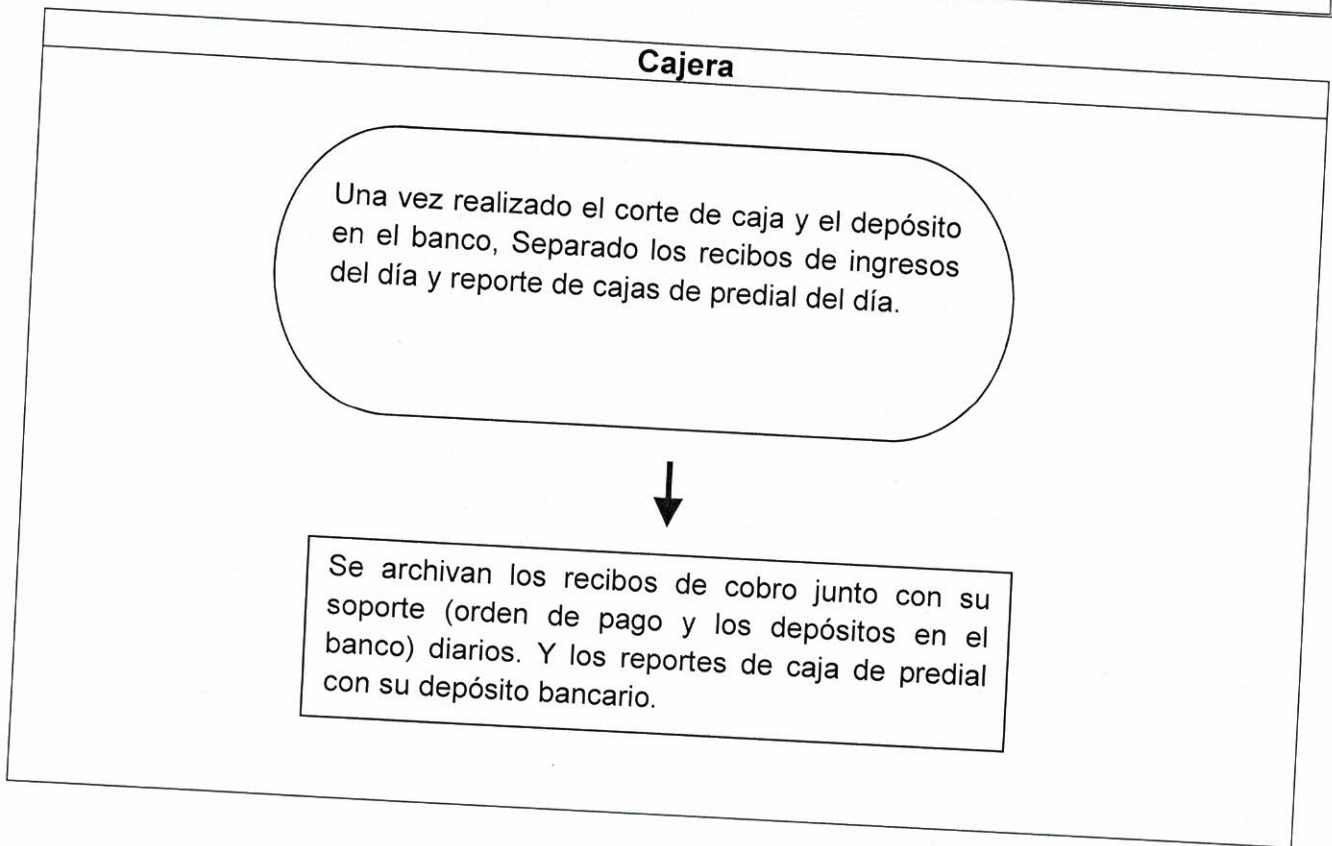 Cajera
Una vez realizado el corte de caja y el depósito
en el banco, Separado los recibos de ingresos
del día y reporte de cajas de predial del día.
Se archivan los recibos de cobro junto con su
soporte (orden de pago y los depósitos en el
banco) diarios. Y los reportes de caja de predial
con su depósito bancario.